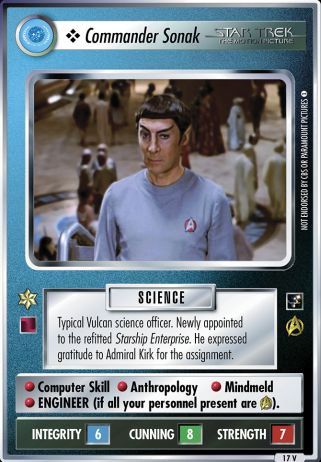 ❖ Commander Sonak
STAR TREK
THE MOTION PICTURE
NOT ENDORSED BY CBS OR PARAMOUNT PICTURES
SCIENCE
Typical Vulcan science officer. Newly appointed
to the refitted Starship Enterprise. He expressed
gratitude to Admiral Kirk for the assignment.
Computer Skill Anthropology Mindmeld
ENGINEER (if all your personnel present are ).
INTEGRITY 6 CUNNING 8 STRENGTH 7
17 V